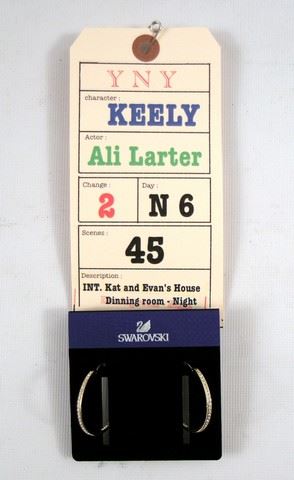 YNY
character :
KEELY
Actor :
Ali Larter
Change :
2
Day :
N 6
Scenes :
45
Description :
INT. Kat and Evan's House
Dinning room - Night
SWAROVSKI